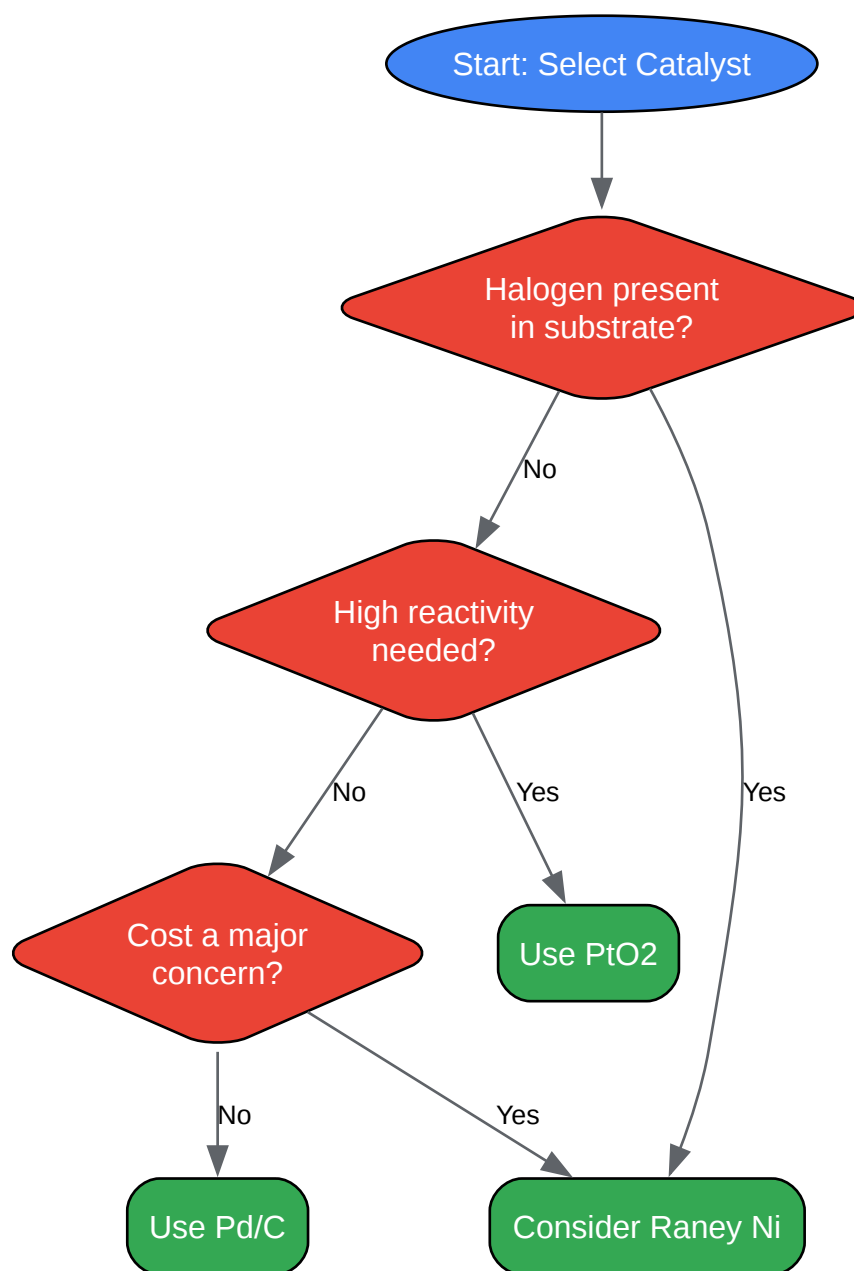 Start: Select Catalyst
Halogen present
in substrate?
No
High reactivity
needed?
No
Yes
Yes
Cost a major
concern?
Use PtO2
No
Yes
Use Pd/C
Consider Raney Ni